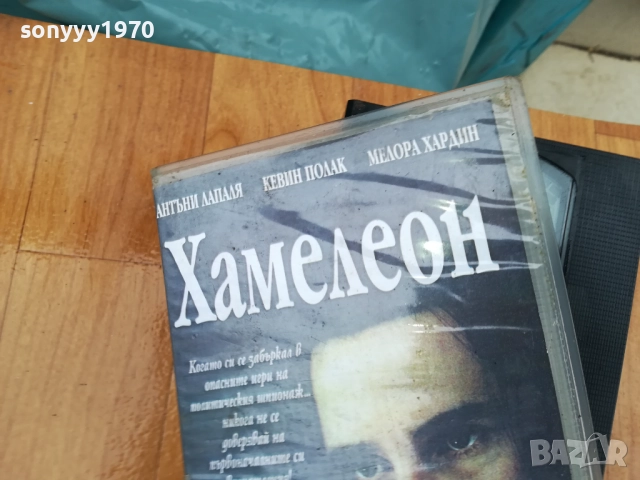 sonyyy1970
АНТЪНИ ЛАПАЛЯ КЕВИН ПОЛАК МЕЛОРА ХАРДИН
Хамелеон
Когато си се забъркал в
опасните игри на
политическия шпионаж...
никога не се
доверявай на
първоначалните си
BAZAR